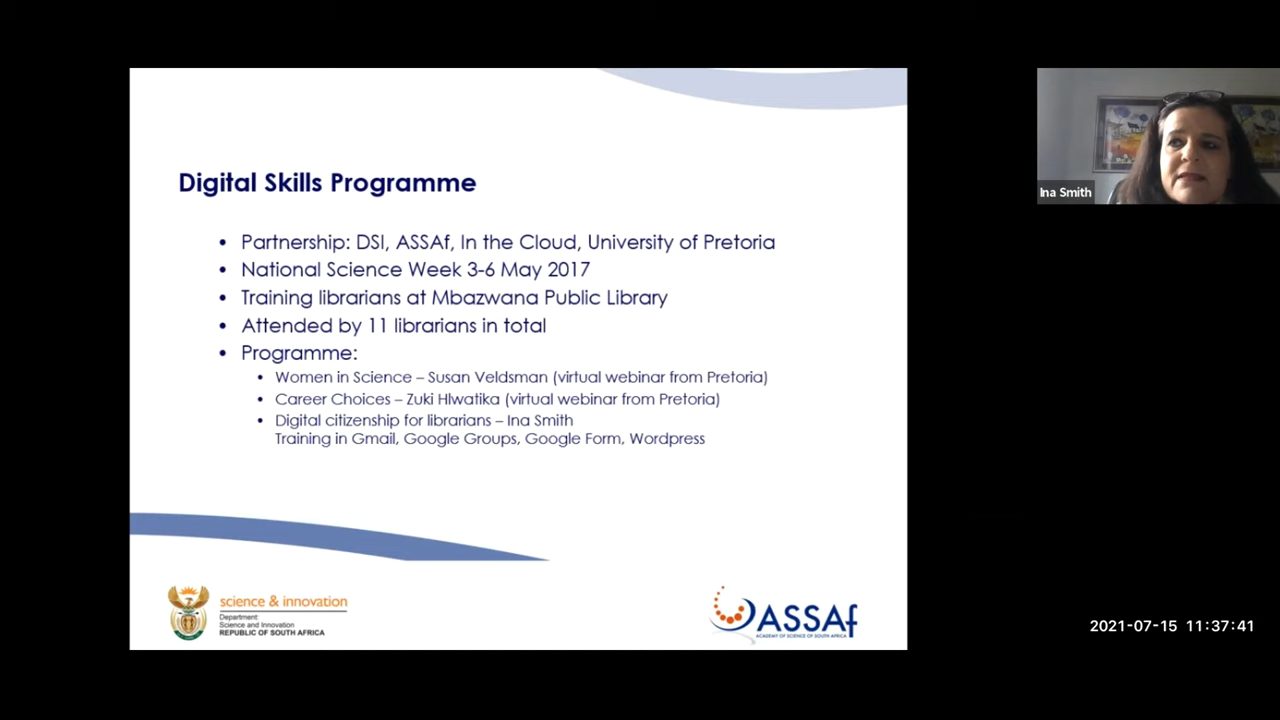 Digital Skills Programme
• Partnership: DSI, ASSAf, In the Cloud, University of Pretoria
• National Science Week 3-6 May 2017
• Training librarians at Mbazwana Public Library
• Attended by 11 librarians in total
• Programme:
• Women in Science – Susan Veldsman (virtual webinar from Pretoria)
• Career Choices – Zuki Hlwatika (virtual webinar from Pretoria)
• Digital citizenship for librarians – Ina Smith
Training in Gmail, Google Groups, Google Form, Wordpress
science & innovation
Department:
Science and Innovation
REPUBLIC OF SOUTH AFRICA
ASSAf
ACADEMY OF SCIENCE OF SOUTH AFRICA
Ina Smith
2021-07-15 11:37:41